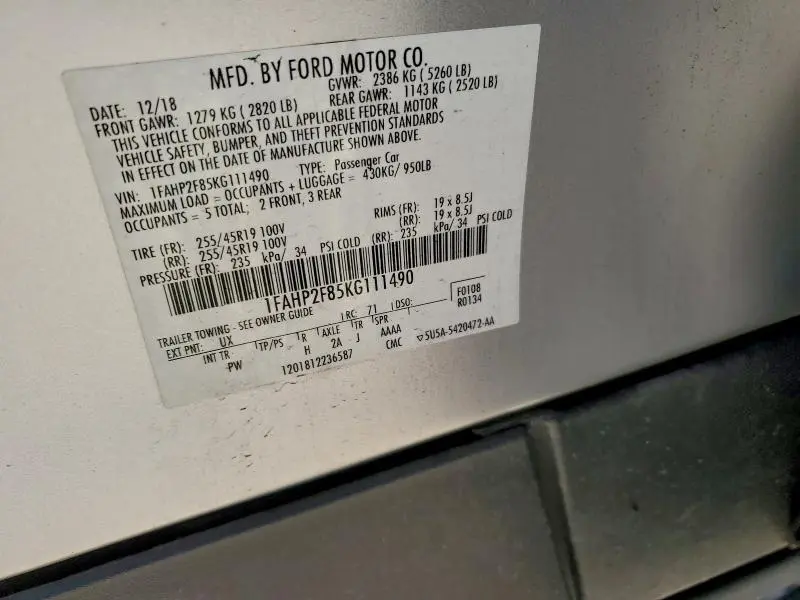 MFD. BY FORD MOTOR CO.
DATE: 12/18 GVWR: 2386 KG ( 5260 LB)
FRONT GAWR: 1279 KG ( 2820 LB) REAR GAWR: 1143 KG ( 2520 LB)
THIS VEHICLE CONFORMS TO ALL APPLICABLE FEDERAL MOTOR
VEHICLE SAFETY, BUMPER, AND THEFT PREVENTION STANDARDS
IN EFFECT ON THE DATE OF MANUFACTURE SHOWN ABOVE.
VIN: 1FAHP2F85KG111490 TYPE: Passenger Car
MAXIMUM LOAD = OCCUPANTS + LUGGAGE = 430KG/ 950LB
OCCUPANTS = 5 TOTAL; 2 FRONT, 3 REAR
TIRE (FR): 255/45R19 100V RIMS (FR): 19 x 8.5J
(RR): 255/45R19 100V (RR): 19 x 8.5J
PRESSURE (FR): 235 kPa/ 34 PSI COLD (RR): 235 kPa/ 34 PSI COLD
1FAHP2F85KG111490
F0108
R0134
TRAILER TOWING - SEE OWNER GUIDE
EXT PNT: UX RC: 71 DSO:
INT TR TP/PS R AXLE TR SPR
PW H 2A J AAAA
1201812236587 CMC ▽5U5A-5420472-AA